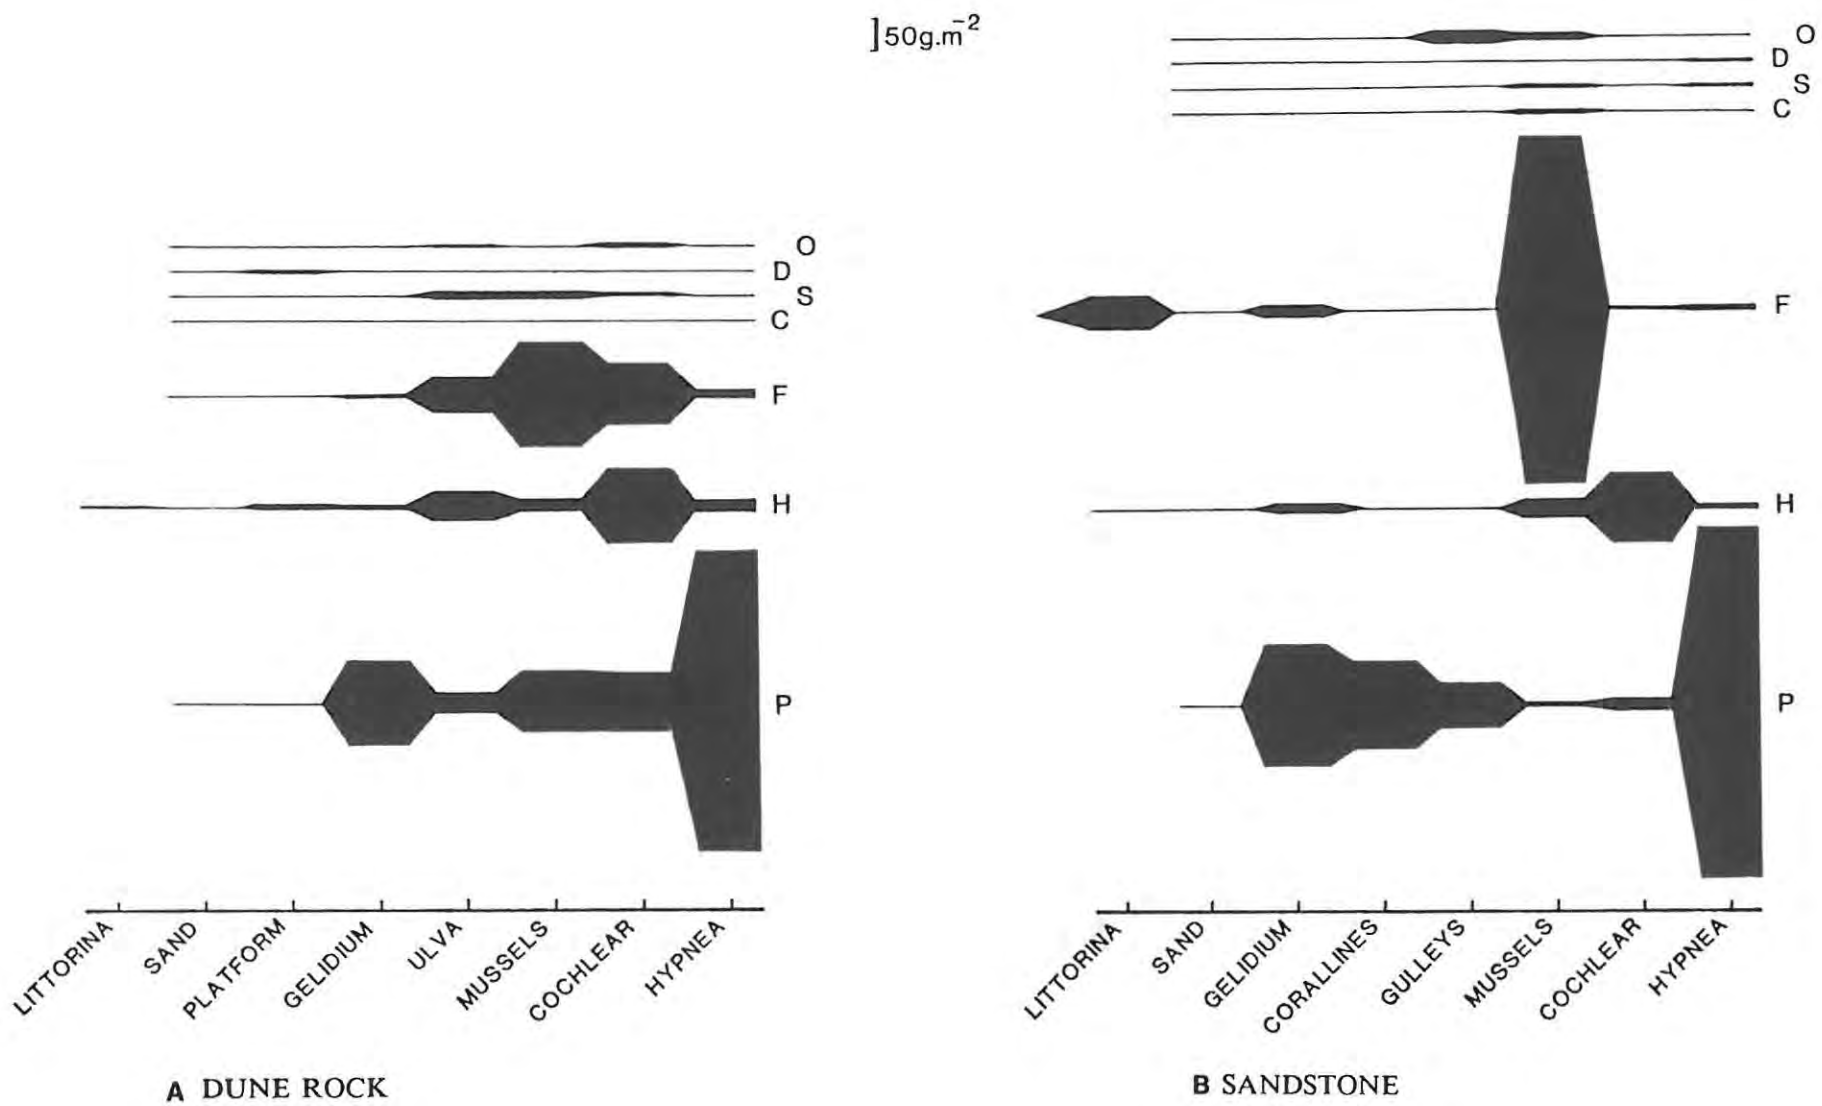 ]50g.m⁻²
O
D
S
C
F
H
P
LITTORINA
SAND
PLATFORM
GELIDIUM
ULVA
MUSSELS
COCHLEAR
HYPNEA
A DUNE ROCK
O
D
S
C
F
H
P
LITTORINA
SAND
GELIDIUM
CORALLINES
GULLEYS
MUSSELS
COCHLEAR
HYPNEA
B SANDSTONE